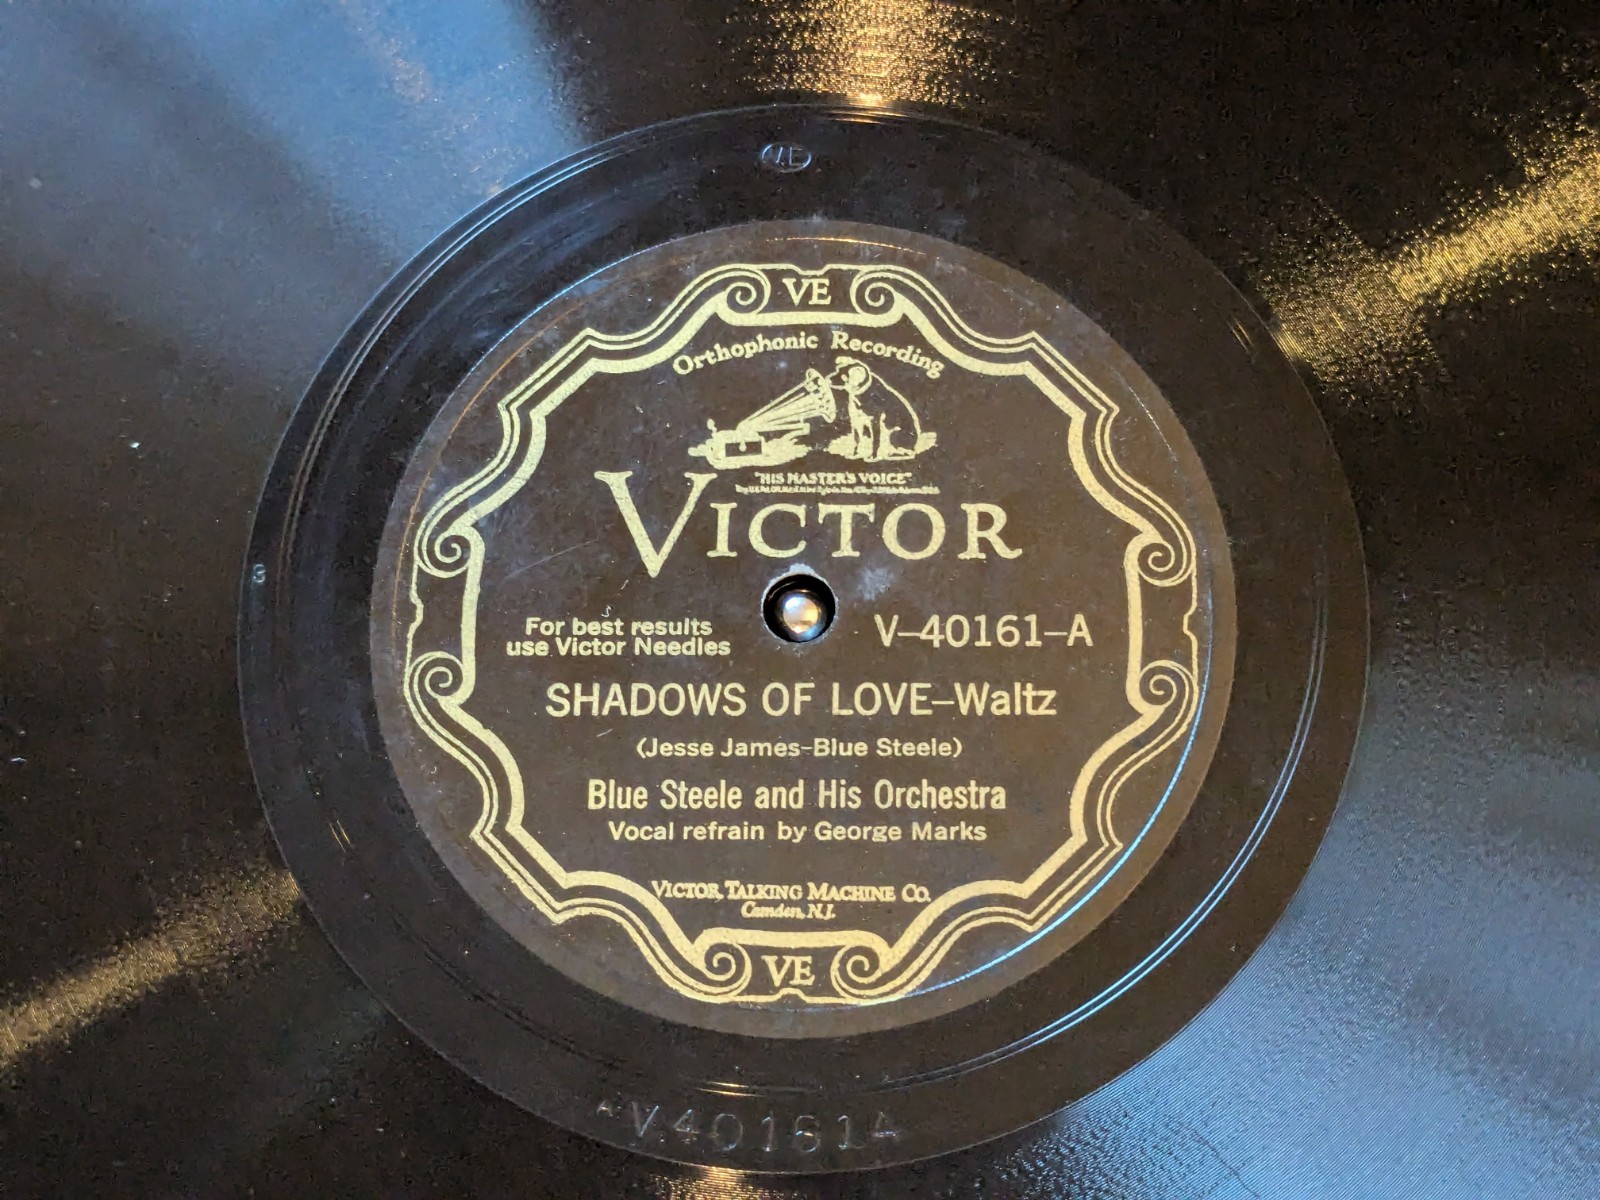 VE
VE
Orthophonic Recording
"HIS MASTER'S VOICE"
VICTOR
For best results
use Victor Needles
V-40161-A
SHADOWS OF LOVE-Waltz
(Jesse James-Blue Steele)
Blue Steele and His Orchestra
Vocal refrain by George Marks
VICTOR TALKING MACHINE CO.
Camden, N.J.
VE
V40161A